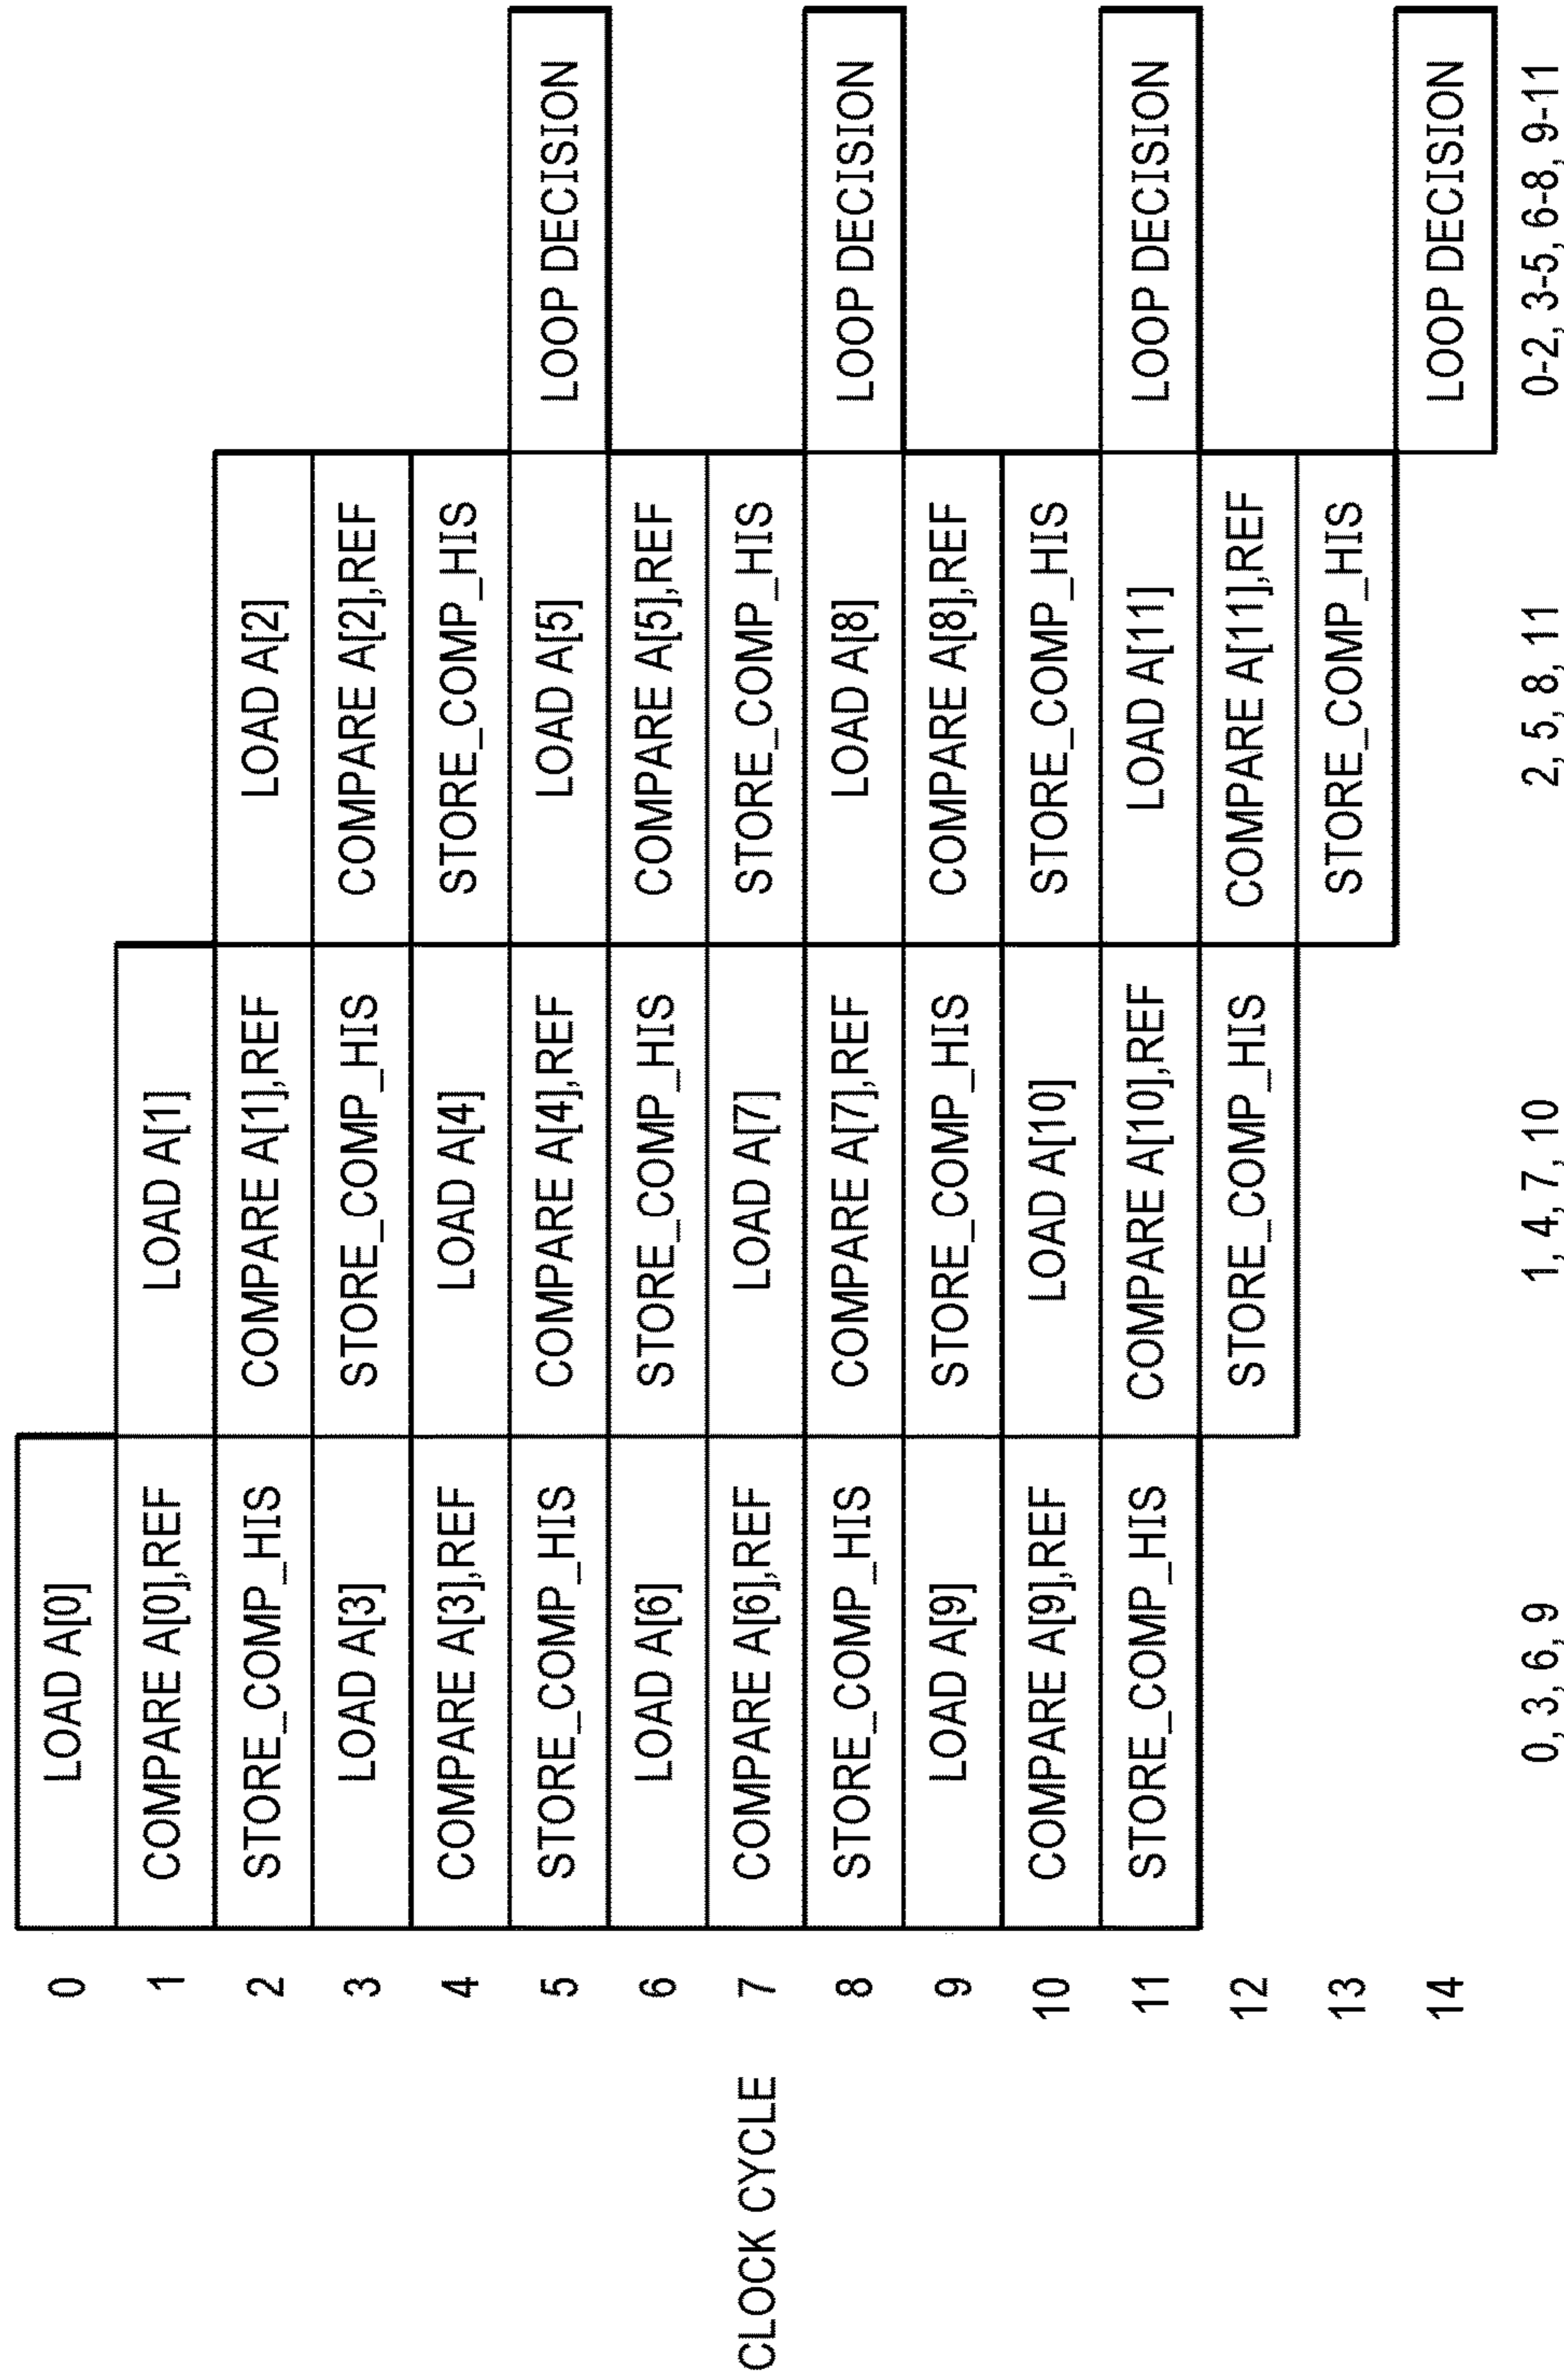 0 LOAD A[0]
1 COMPARE A[0],REF LOAD A[1]
2 STORE_COMP_HIS COMPARE A[1],REF LOAD A[2]
3 LOAD A[3] STORE_COMP_HIS COMPARE A[2],REF
4 COMPARE A[3],REF LOAD A[4] STORE_COMP_HIS
5 STORE_COMP_HIS COMPARE A[4],REF LOAD A[5] LOOP DECISION
6 LOAD A[6] STORE_COMP_HIS COMPARE A[5],REF
CLOCK CYCLE 7 COMPARE A[6],REF LOAD A[7] STORE_COMP_HIS
8 STORE_COMP_HIS COMPARE A[7],REF LOAD A[8] LOOP DECISION
9 LOAD A[9] STORE_COMP_HIS COMPARE A[8],REF
10 COMPARE A[9],REF LOAD A[10] STORE_COMP_HIS
11 STORE_COMP_HIS COMPARE A[10],REF LOAD A[11] LOOP DECISION
12 STORE_COMP_HIS COMPARE A[11],REF
13 STORE_COMP_HIS
14 LOOP DECISION
0, 3, 6, 9 1, 4, 7, 10 2, 5, 8, 11 0-2, 3-5, 6-8, 9-11